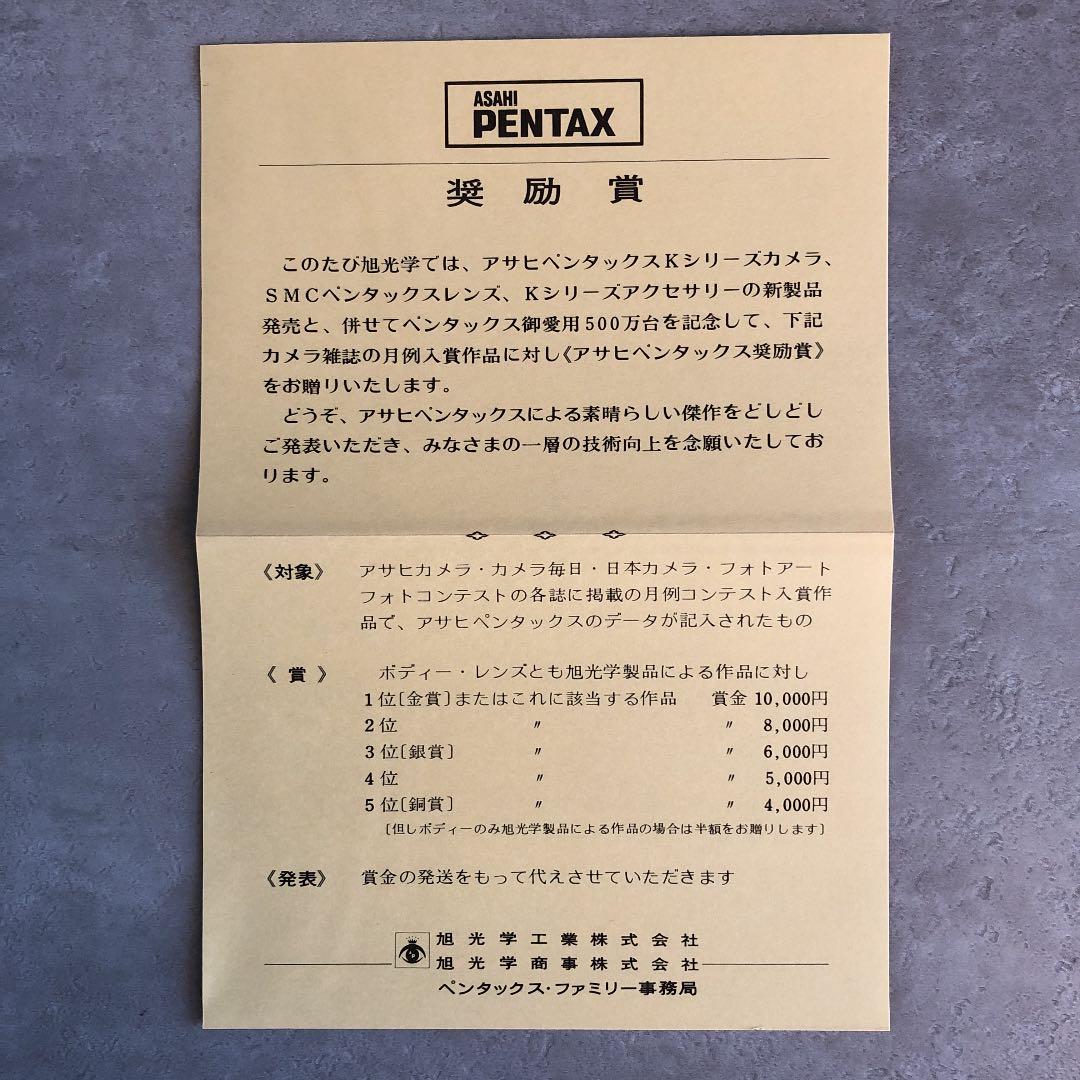 ASAHI
PENTAX
奨励賞
このたび旭光学では、アサヒペンタックスKシリーズカメラ、
SMCペンタックスレンズ、Kシリーズアクセサリーの新製品
発売と、併せてペンタックス御愛用500万台を記念して、下記
カメラ雑誌の月例入賞作品に対し《アサヒペンタックス奨励賞》
をお贈りいたします。
どうぞ、アサヒペンタックスによる素晴らしい傑作をどしどし
ご発表いただき、みなさまの一層の技術向上を念願いたしてお
ります。
《対象》 アサヒカメラ・カメラ毎日・日本カメラ・フォトアート
フォトコンテストの各誌に掲載の月例コンテスト入賞作
品で、アサヒペンタックスのデータが記入されたもの
《賞》 ボディー・レンズとも旭光学製品による作品に対し
1位〔金賞〕またはこれに該当する作品 賞金 10,000円
2位 〃 〃 8,000円
3位〔銀賞〕 〃 〃 6,000円
4位 〃 〃 5,000円
5位〔銅賞〕 〃 〃 4,000円
〔但しボディーのみ旭光学製品による作品の場合は半額をお贈りします〕
《発表》 賞金の発送をもって代えさせていただきます
旭光学工業株式会社
旭光学商事株式会社
ペンタックス・ファミリー事務局